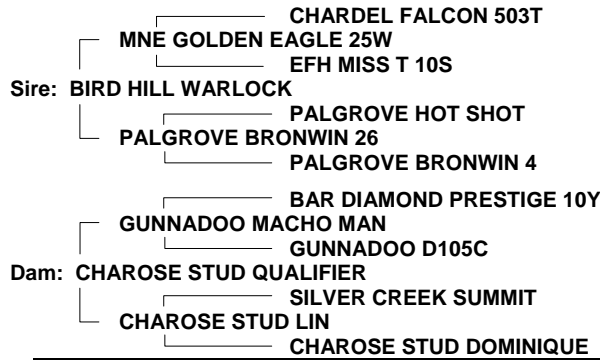 CHARDEL FALCON 503T
MNE GOLDEN EAGLE 25W
EFH MISS T 10S
Sire: BIRD HILL WARLOCK
PALGROVE HOT SHOT
PALGROVE BRONWIN 26
PALGROVE BRONWIN 4
BAR DIAMOND PRESTIGE 10Y
GUNNADOO MACHO MAN
GUNNADOO D105C
Dam: CHAROSE STUD QUALIFIER
SILVER CREEK SUMMIT
CHAROSE STUD LIN
CHAROSE STUD DOMINIQUE